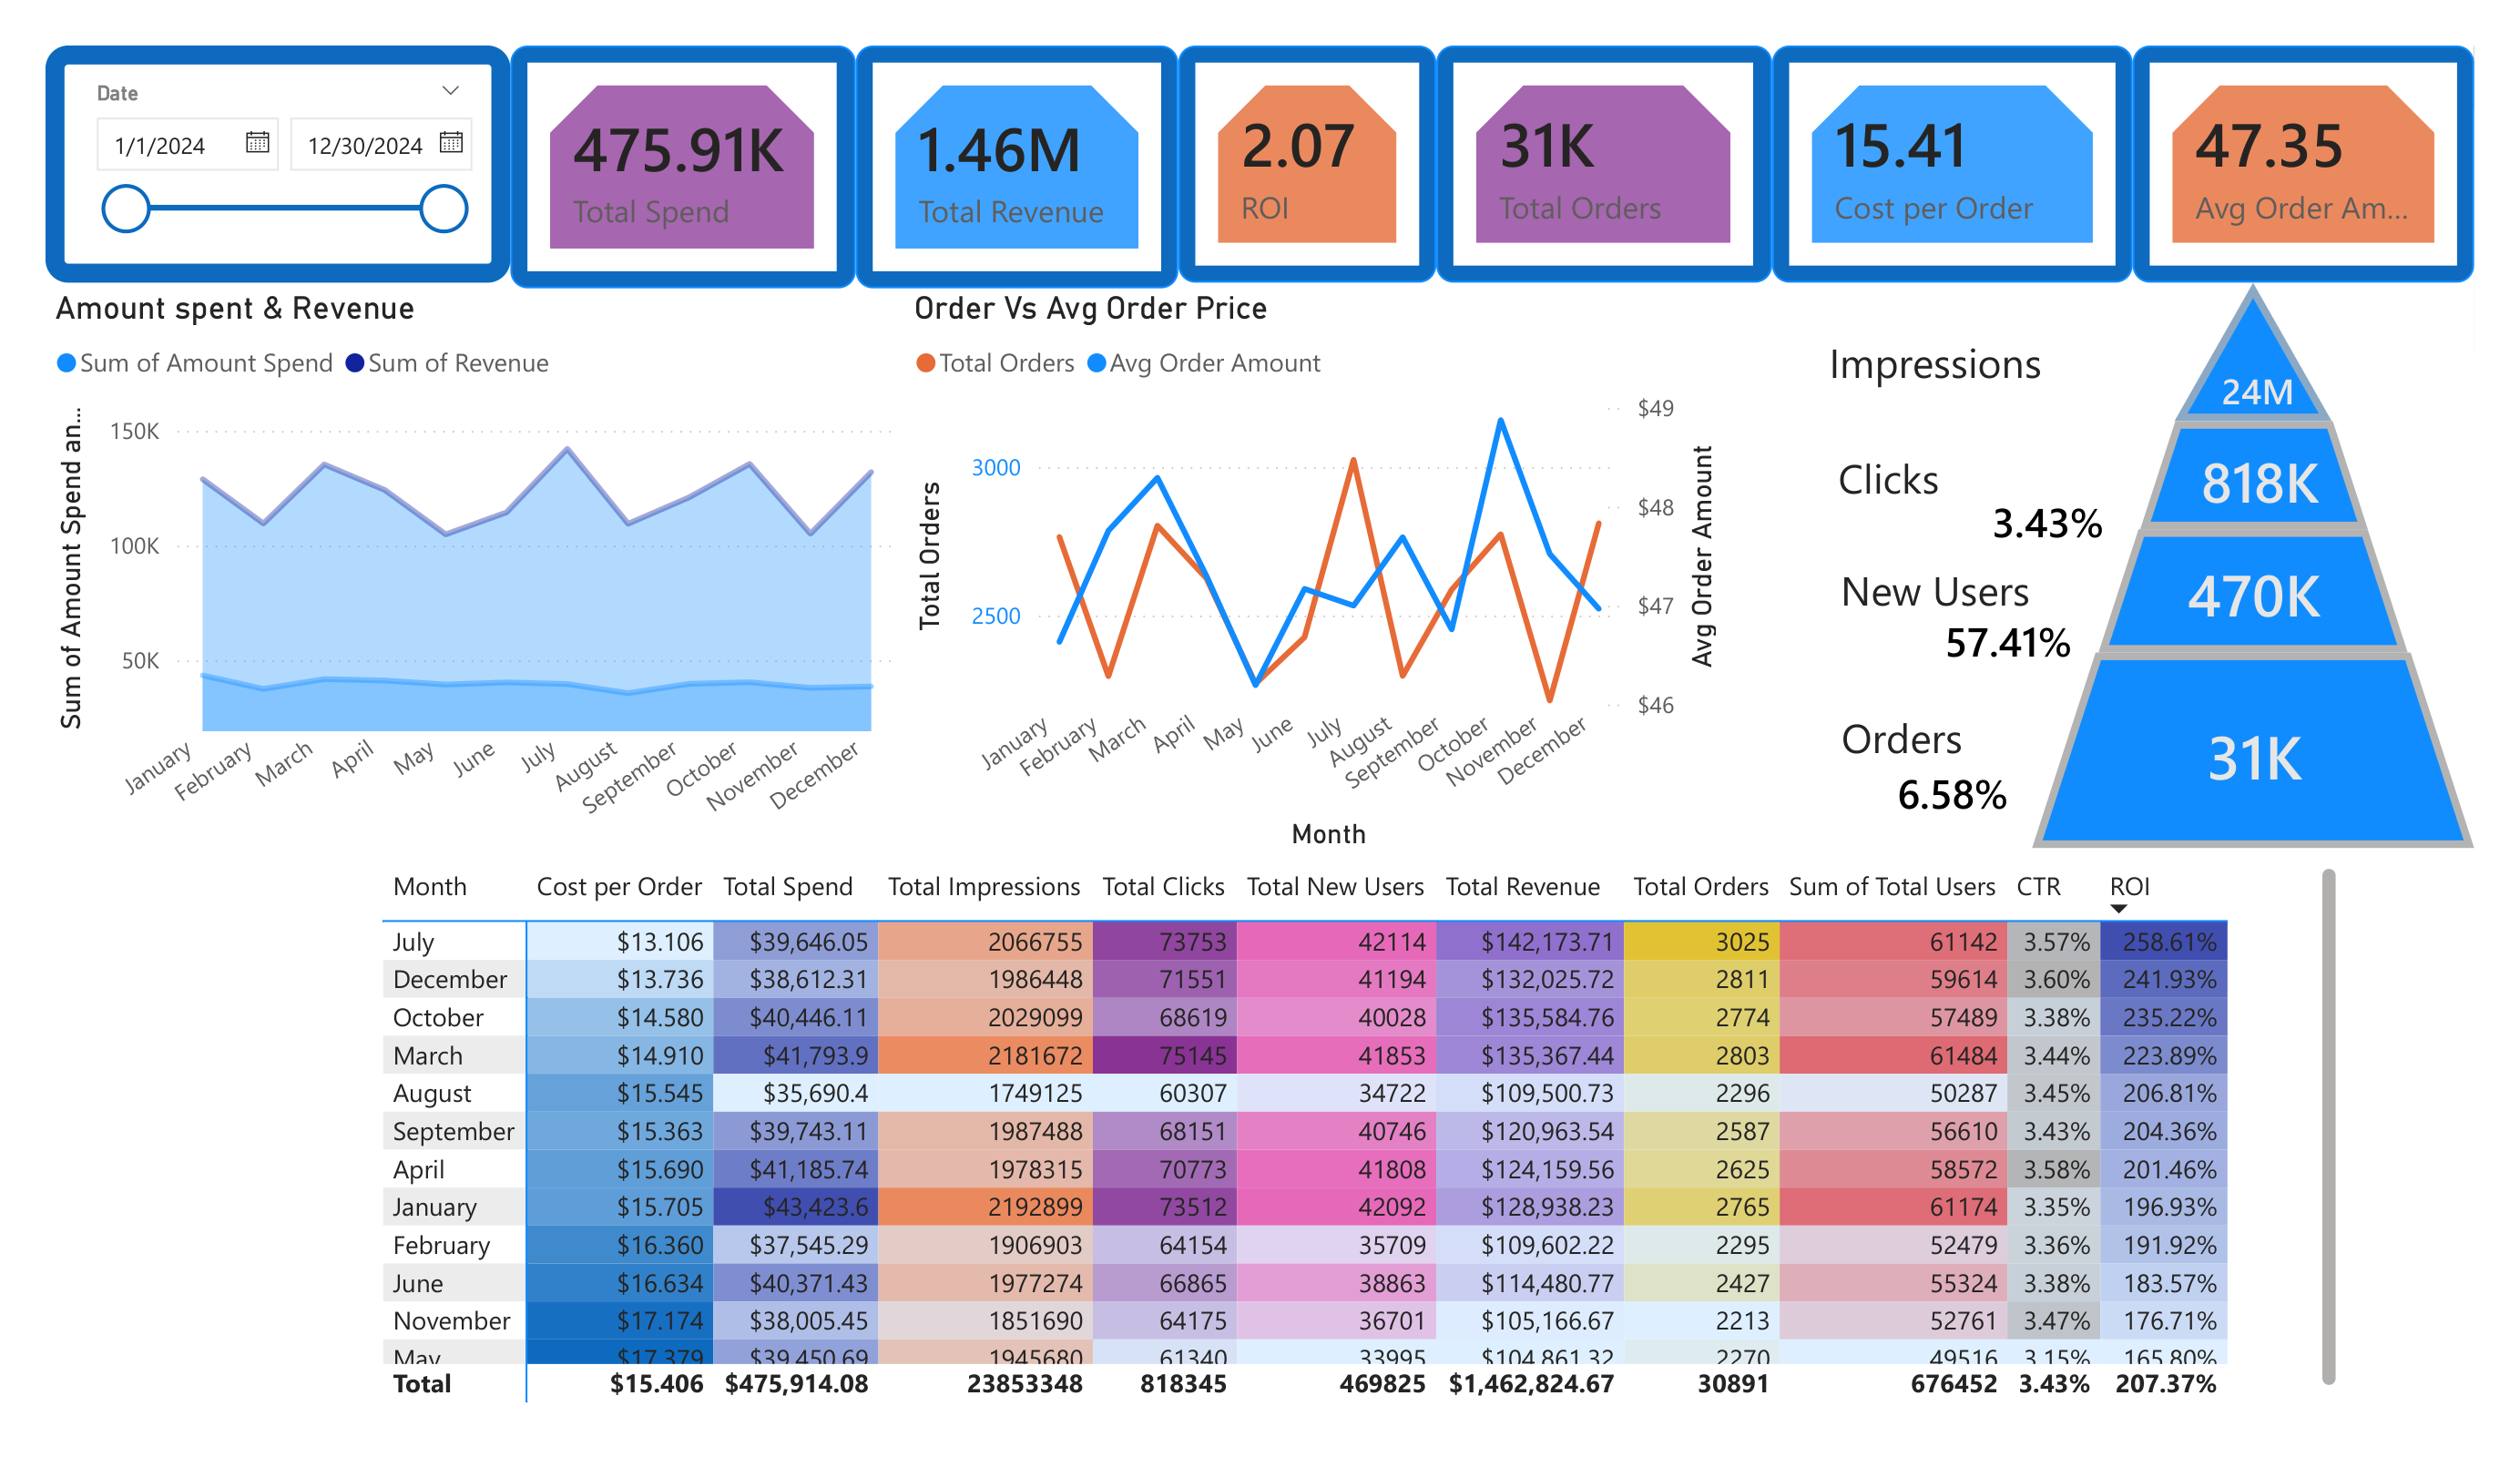 Date
1/1/2024
12/30/2024
475.91K
Total Spend
1.46M
Total Revenue
2.07
ROI
31K
Total Orders
15.41
Cost per Order
47.35
Avg Order Am...
Amount spent & Revenue
Sum of Amount Spend Sum of Revenue
Sum of Amount Spend an...
150K
100K
50K
January
February
March
April
May
June
July
August
September
October
November
December
Order Vs Avg Order Price
Total Orders Avg Order Amount
Total Orders
3000
2500
$49
$48
$47
$46
Avg Order Amount
January
February
March
April
May
June
July
August
September
October
November
December
Month
Impressions
24M
Clicks
818K
3.43%
New Users
470K
57.41%
Orders
31K
6.58%
Month Cost per Order Total Spend Total Impressions Total Clicks Total New Users Total Revenue Total Orders Sum of Total Users CTR ROI
July $13.106 $39,646.05 2066755 73753 42114 $142,173.71 3025 61142 3.57% 258.61%
December $13.736 $38,612.31 1986448 71551 41194 $132,025.72 2811 59614 3.60% 241.93%
October $14.580 $40,446.11 2029099 68619 40028 $135,584.76 2774 57489 3.38% 235.22%
March $14.910 $41,793.9 2181672 75145 41853 $135,367.44 2803 61484 3.44% 223.89%
August $15.545 $35,690.4 1749125 60307 34722 $109,500.73 2296 50287 3.45% 206.81%
September $15.363 $39,743.11 1987488 68151 40746 $120,963.54 2587 56610 3.43% 204.36%
April $15.690 $41,185.74 1978315 70773 41808 $124,159.56 2625 58572 3.58% 201.46%
January $15.705 $43,423.6 2192899 73512 42092 $128,938.23 2765 61174 3.35% 196.93%
February $16.360 $37,545.29 1906903 64154 35709 $109,602.22 2295 52479 3.36% 191.92%
June $16.634 $40,371.43 1977274 66865 38863 $114,480.77 2427 55324 3.38% 183.57%
November $17.174 $38,005.45 1851690 64175 36701 $105,166.67 2213 52761 3.47% 176.71%
May $17.379 $39,450.69 1945680 61340 33995 $104,861.32 2270 49516 3.15% 165.80%
Total $15.406 $475,914.08 23853348 818345 469825 $1,462,824.67 30891 676452 3.43% 207.37%